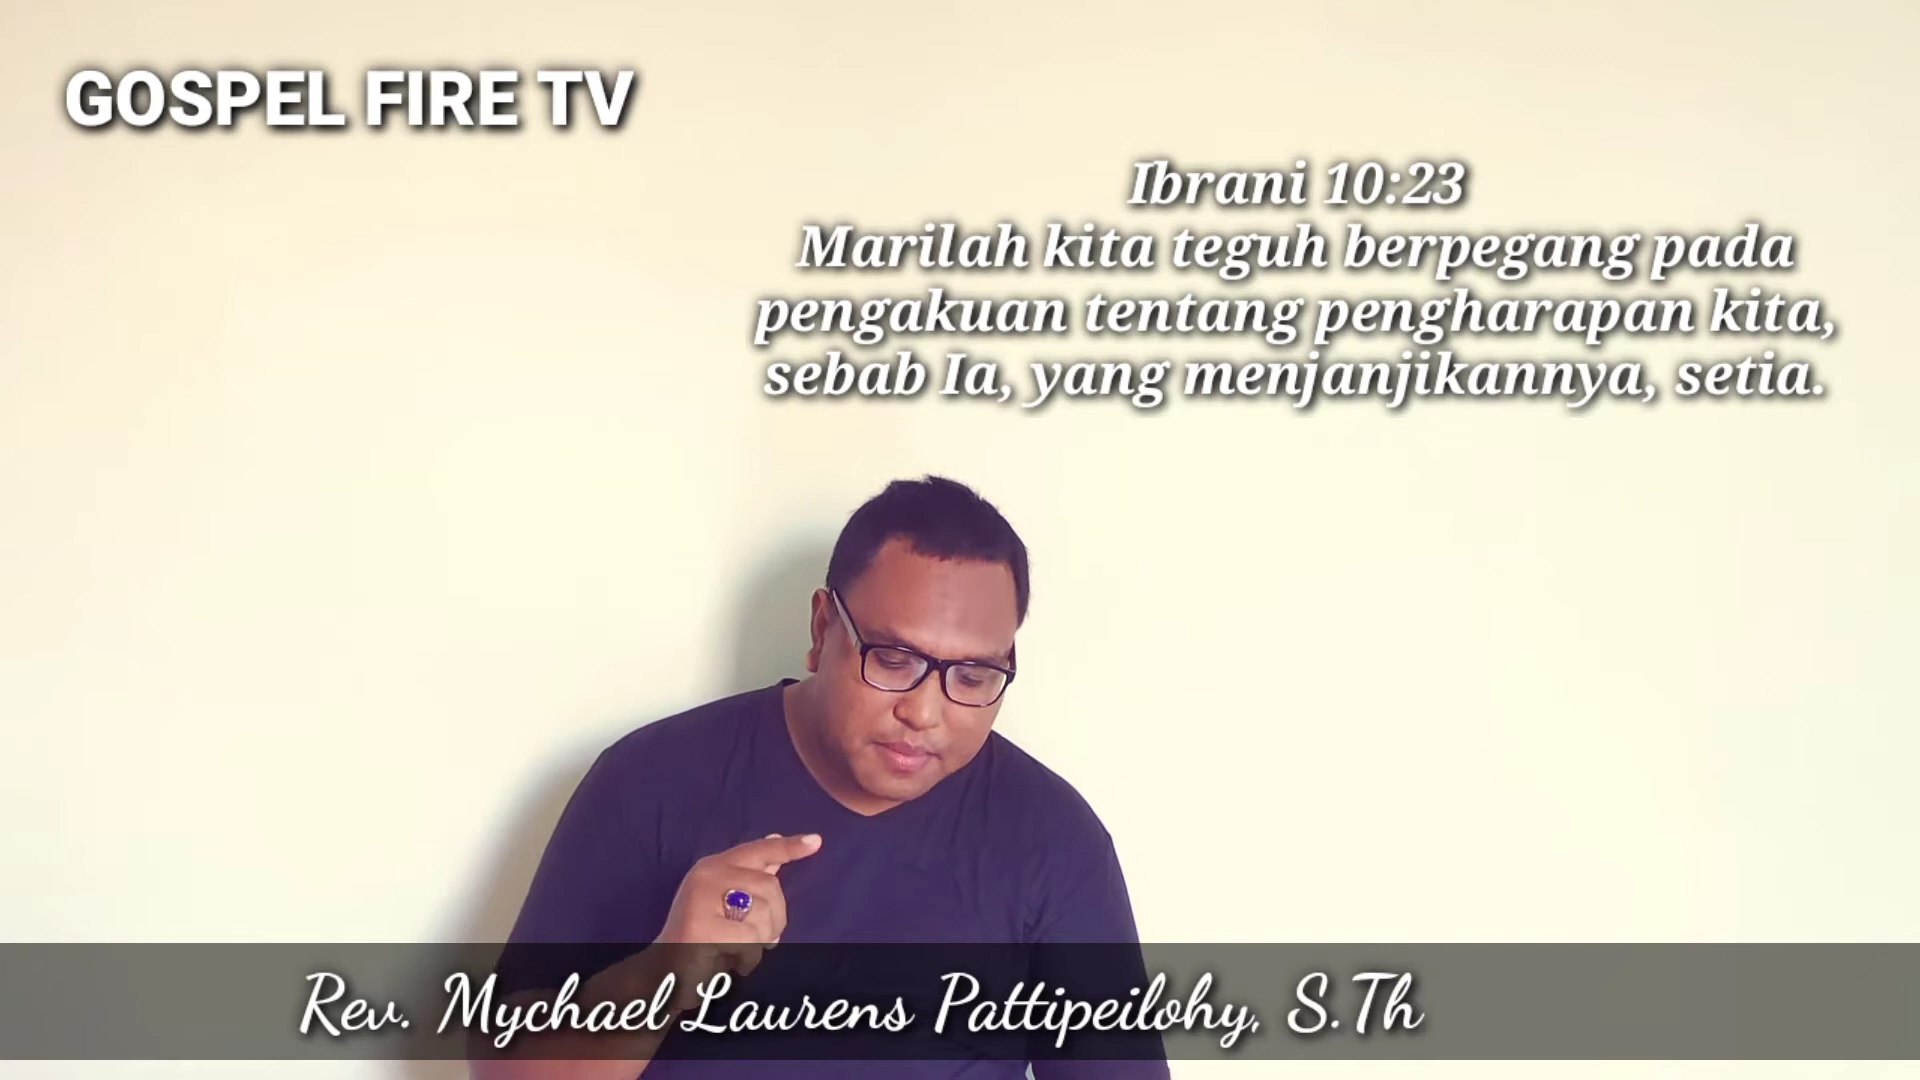 GOSPEL FIRE TV
Ibrani 10:23
Marilah kita teguh berpegang pada
pengakuan tentang pengharapan kita,
sebab Ia, yang menjanjikannya, setia.
Rev. Mychael Laurens Pattipeilohy, S.Th